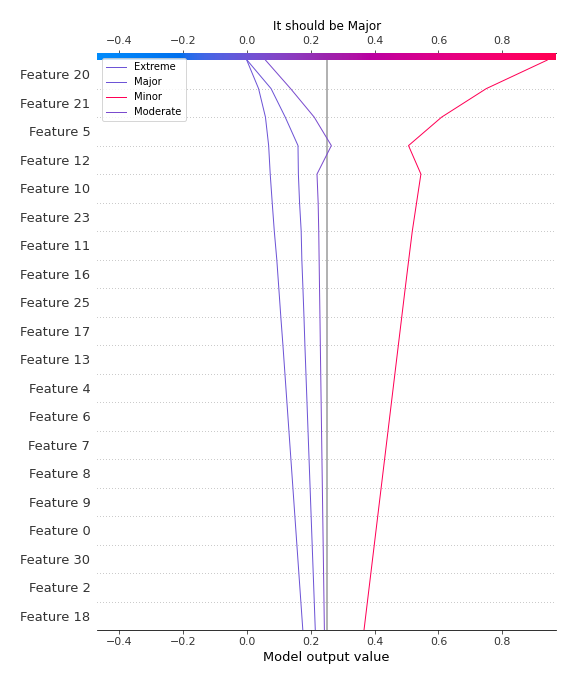 It should be Major
−0.4 −0.2 0.0 0.2 0.4 0.6 0.8
Extreme
Major
Minor
Moderate
Feature 20
Feature 21
Feature 5
Feature 12
Feature 10
Feature 23
Feature 11
Feature 16
Feature 25
Feature 17
Feature 13
Feature 4
Feature 6
Feature 7
Feature 8
Feature 9
Feature 0
Feature 30
Feature 2
Feature 18
−0.4 −0.2 0.0 0.2 0.4 0.6 0.8
Model output value